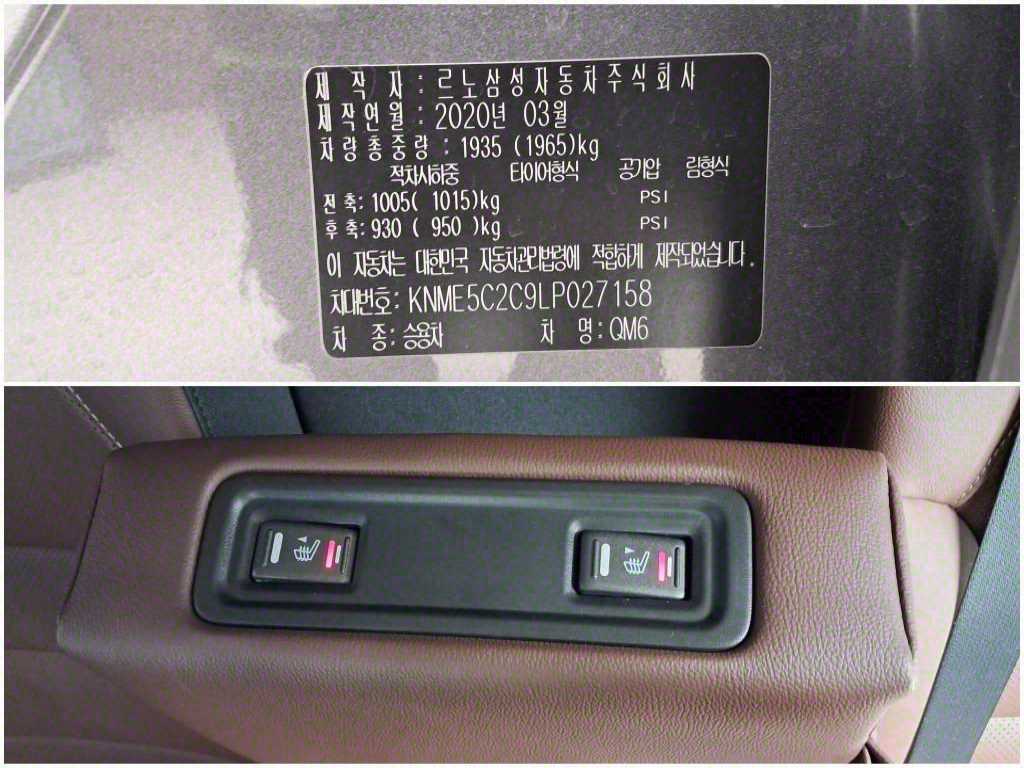 제 작 자 : 르노삼성자동차주식회사
제작연월 : 2020년 03월
차량총중량 : 1935 (1965)kg
적차시하중 타이어형식 공기압 림형식
전 축: 1005( 1015)kg PSI
후 축: 930 ( 950 )kg PSI
이 자동차는 대한민국 자동차관리법령에 적합하게 제작되었습니다.
차대번호: KNME5C2C9LP027158
차 종: 승용차 차 명: QM6